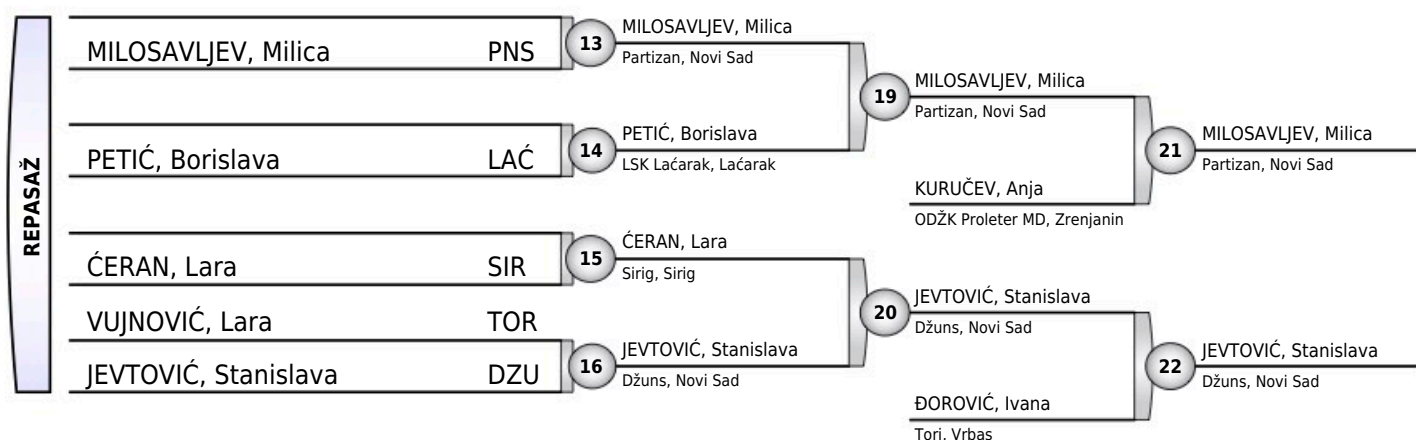 REPASAŽ
MILOSAVLJEV, Milica PNS
PETIĆ, Borislava LAĆ
ĆERAN, Lara SIR
VUJNOVIĆ, Lara TOR
JEVTOVIĆ, Stanislava DZU
13
MILOSAVLJEV, Milica
Partizan, Novi Sad
14
PETIĆ, Borislava
LSK Laćarak, Laćarak
15
ĆERAN, Lara
Sirig, Sirig
16
JEVTOVIĆ, Stanislava
Džuns, Novi Sad
19
MILOSAVLJEV, Milica
Partizan, Novi Sad
KURUČEV, Anja
ODŽK Proleter MD, Zrenjanin
20
JEVTOVIĆ, Stanislava
Džuns, Novi Sad
ĐOROVIĆ, Ivana
Tori, Vrbas
21
MILOSAVLJEV, Milica
Partizan, Novi Sad
22
JEVTOVIĆ, Stanislava
Džuns, Novi Sad